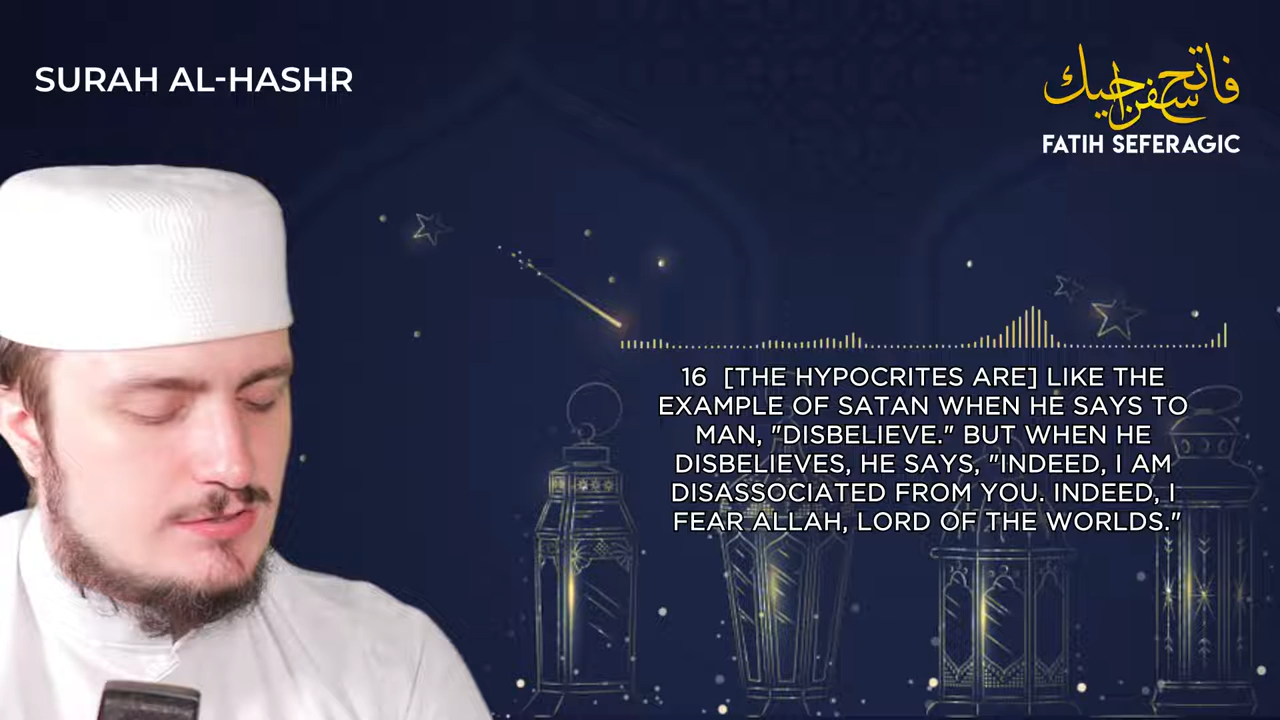 SURAH AL-HASHR
فاتح سفراجيك
FATIH SEFERAGIC
16 [THE HYPOCRITES ARE] LIKE THE
EXAMPLE OF SATAN WHEN HE SAYS TO
MAN, "DISBELIEVE." BUT WHEN HE
DISBELIEVES, HE SAYS, "INDEED, I AM
DISASSOCIATED FROM YOU. INDEED, I
FEAR ALLAH, LORD OF THE WORLDS."